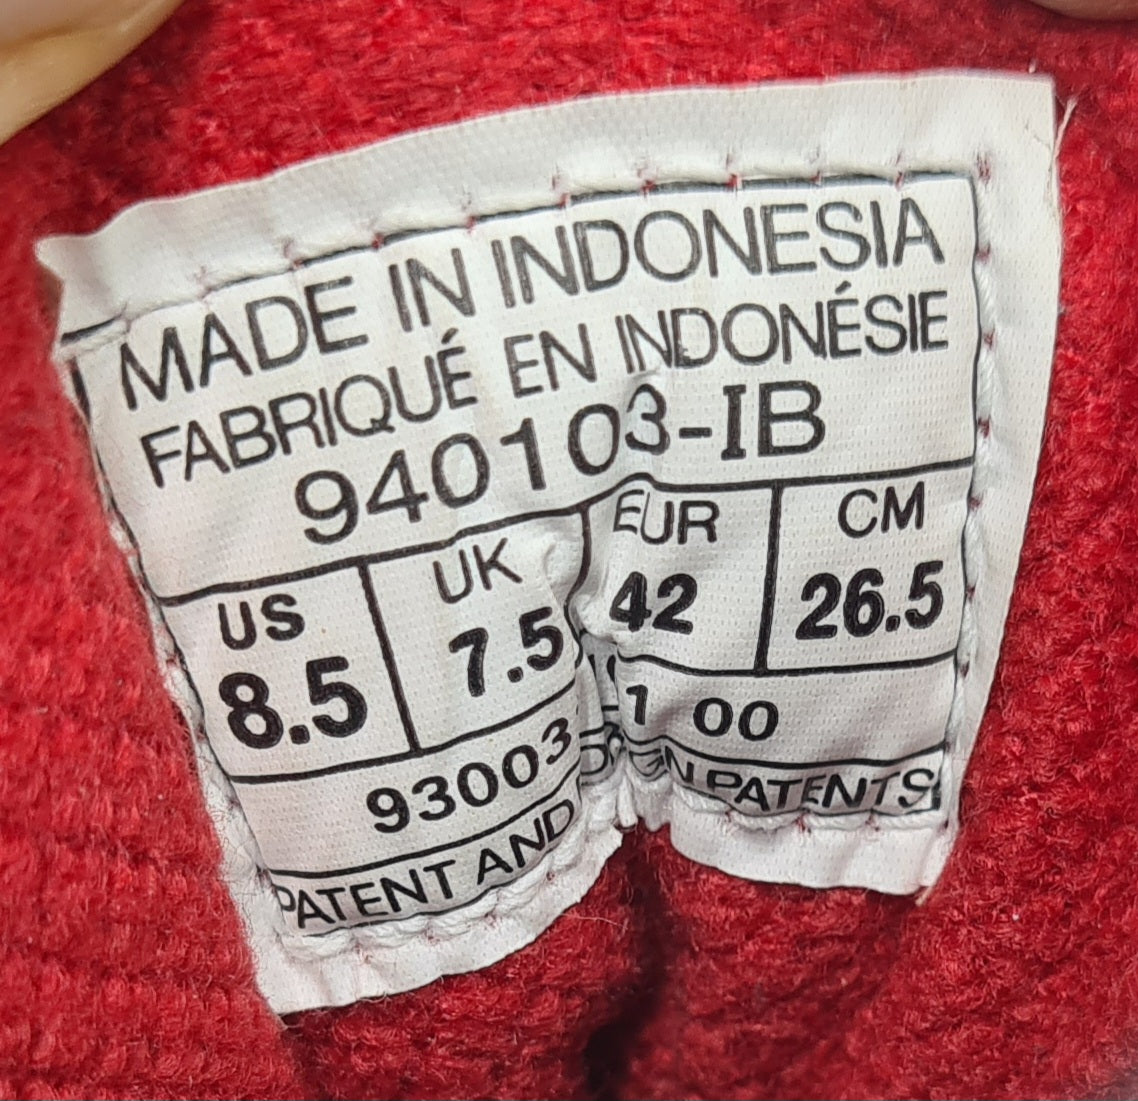 MADE IN INDONESIA
FABRIQUÉ EN INDONÉSIE
940103-IB
US UK EUR CM
8.5 7.5 42 26.5
93003 1 00
PATENT AND PATENTS